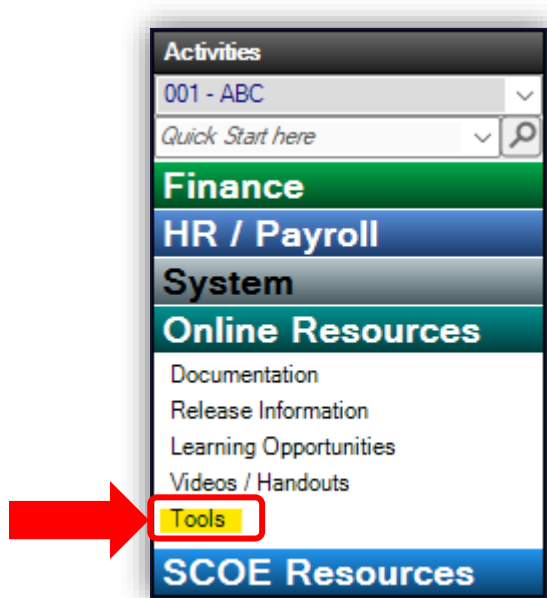 Activities
001 - ABC
Quick Start here
Finance
HR / Payroll
System
Online Resources
Documentation
Release Information
Learning Opportunities
Videos / Handouts
Tools
SCOE Resources